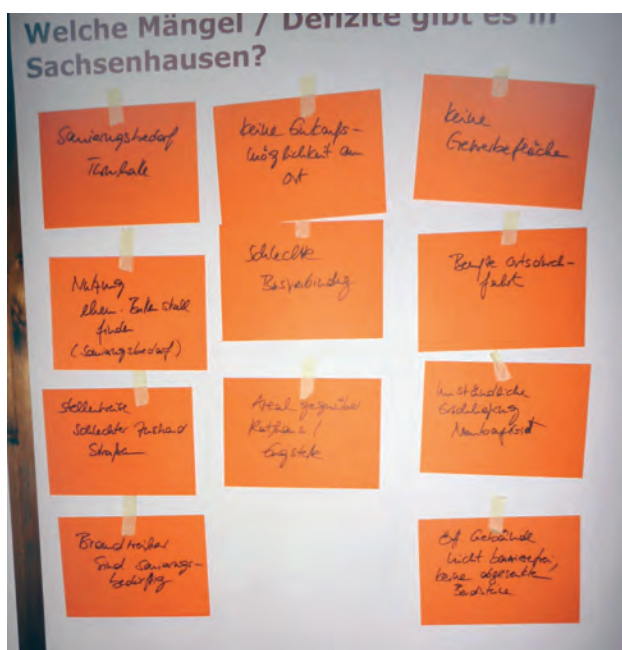 Welche Mängel / Defizite gibt es in
Sachsenhausen?
Sanierungsbedarf
Turnhalle
keine Einkaufs-
möglichkeit am
Ort
keine
Gewerbefläche
Nutzung
ehem. stall
finden
(Sanierungsbedarf)
Schlechte
Busverbindung
Ortsdurch-
fahrt
stellenweise
schlechter Zustand
Straßen
Areal gegenüber
Rathaus /
Engstelle
Umständliche
Erschließung
Neubaugebiet
Brandweiher
sind sanierungs-
bedürftig
Öff. Gebäude
nicht barrierefrei,
keine abgesenkten
Bordsteine